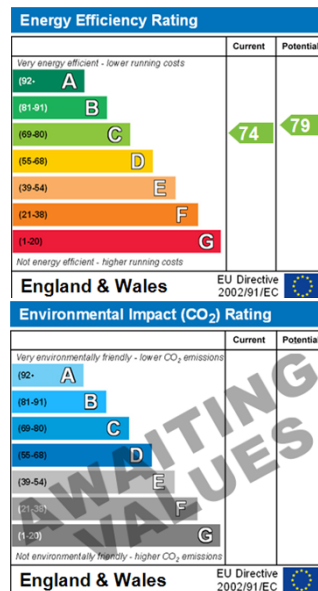 Energy Efficiency Rating
Current Potential
Very energy efficient - lower running costs
(92- A
(81-91) B
(69-80) C
74 79
(55-68) D
(39-54) E
(21-38) F
(1-20) G
Not energy efficient - higher running costs
England & Wales
EU Directive
2002/91/EC
Environmental Impact (CO2) Rating
Current Potential
Very environmentally friendly - lower CO2 emissions
(92- A
(81-91) B
(69-80) C
(55-68) D
(39-54) E
(21-38) F
(1-20) G
AWAITING
VALUES
Not environmentally friendly - higher CO2 emissions
England & Wales
EU Directive
2002/91/EC